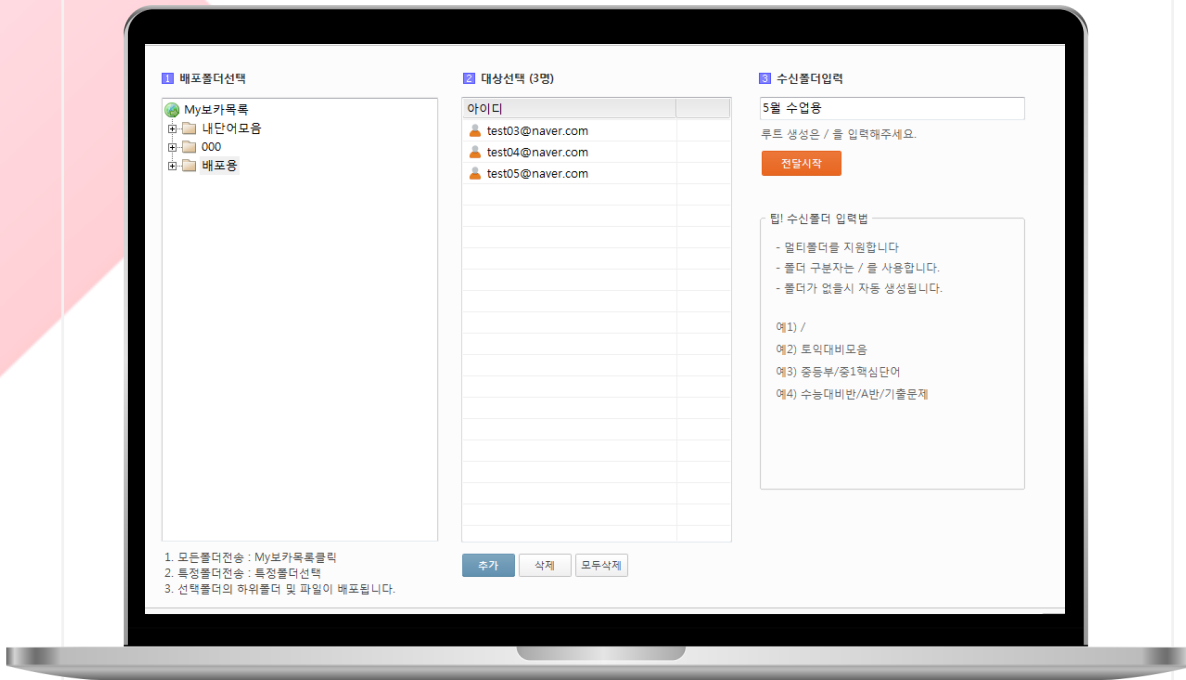 1 배포폴더선택
My보카목록
내단어모음
000
배포용
1. 모든폴더전송 : My보카목록클릭
2. 특정폴더전송 : 특정폴더선택
3. 선택폴더의 하위폴더 및 파일이 배포됩니다.
2 대상선택 (3명)
아이디
test03@naver.com
test04@naver.com
test05@naver.com
추가 삭제 모두삭제
3 수신폴더입력
5월 수업용
루트 생성은 / 을 입력해주세요.
전달시작
팁! 수신폴더 입력법
- 멀티폴더를 지원합니다
- 폴더 구분자는 / 를 사용합니다.
- 폴더가 없을시 자동 생성됩니다.
예1) /
예2) 토익대비모음
예3) 중등부/중1핵심단어
예4) 수능대비반/A반/기출문제